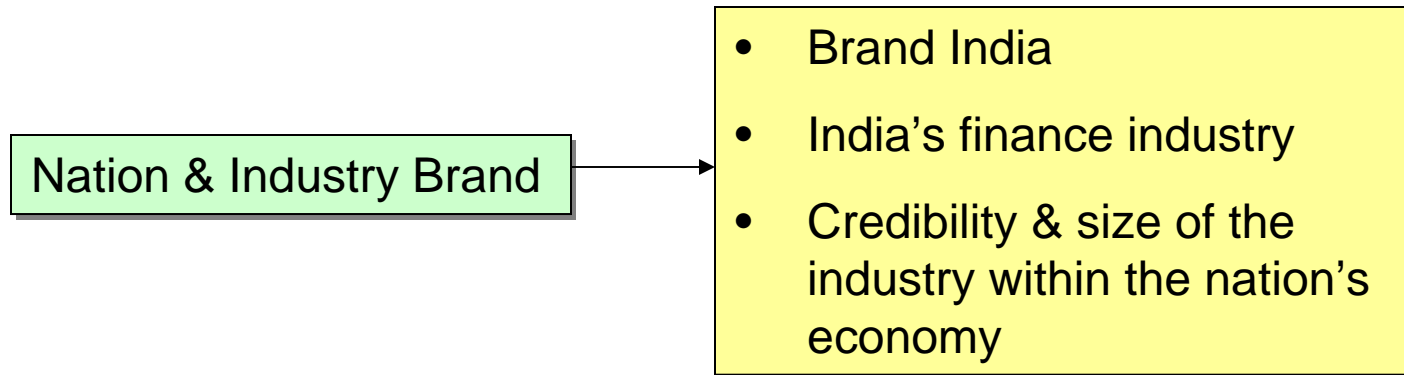 Nation & Industry Brand
• Brand India
• India’s finance industry
• Credibility & size of the
industry within the nation’s
economy